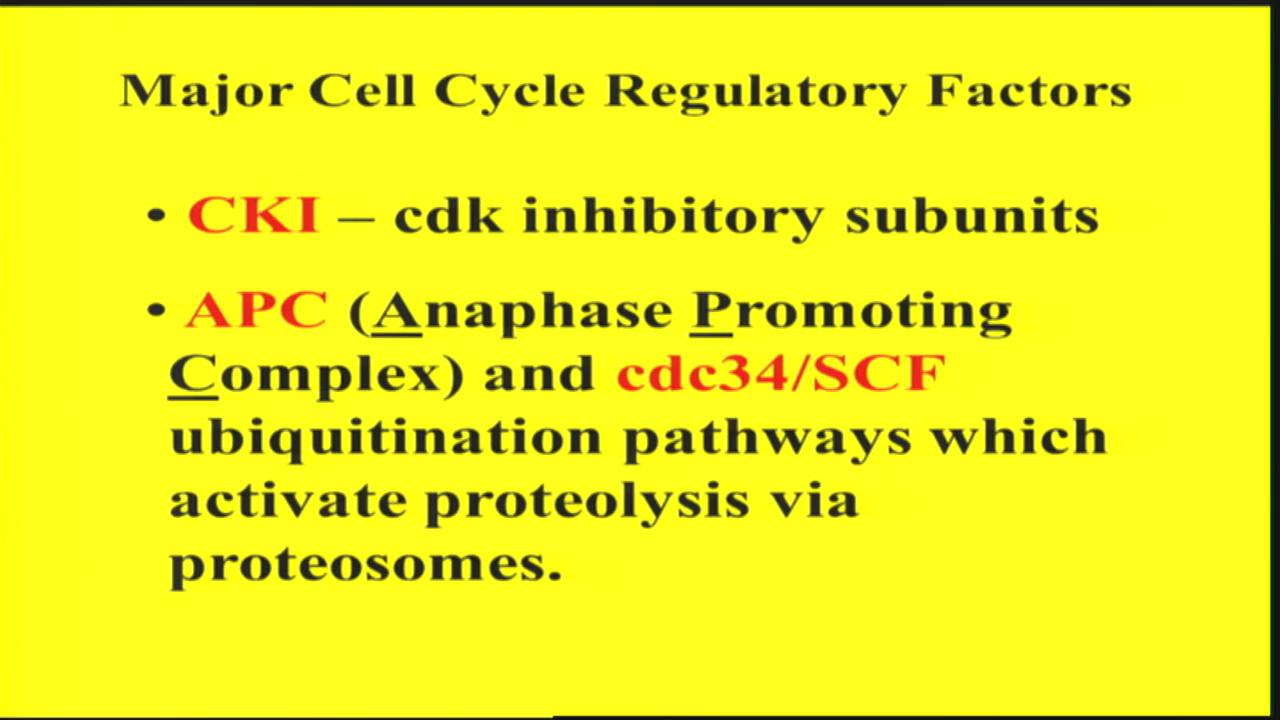 Major Cell Cycle Regulatory Factors
• CKI – cdk inhibitory subunits
• APC (Anaphase Promoting
Complex) and cdc34/SCF
ubiquitination pathways which
activate proteolysis via
proteosomes.